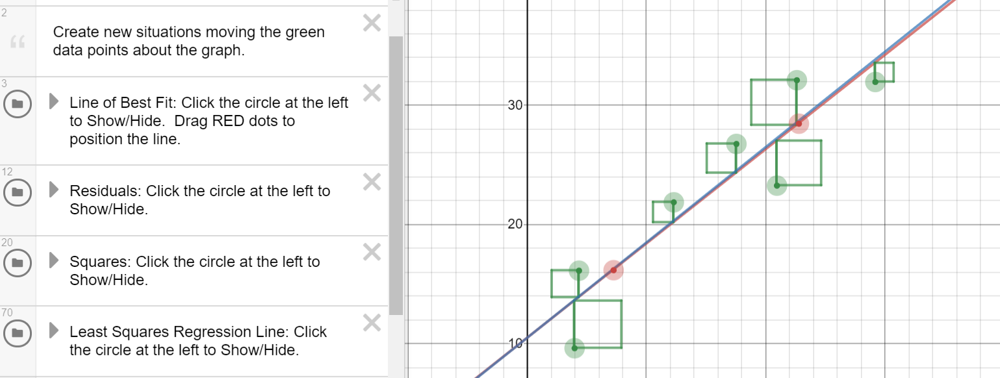 2
“
Create new situations moving the green
data points about the graph.
3
Line of Best Fit: Click the circle at the left
to Show/Hide.  Drag RED dots to
position the line.
12
Residuals: Click the circle at the left to
Show/Hide.
20
Squares: Click the circle at the left to
Show/Hide.
70
Least Squares Regression Line: Click
the circle at the left to Show/Hide.
30
20
10